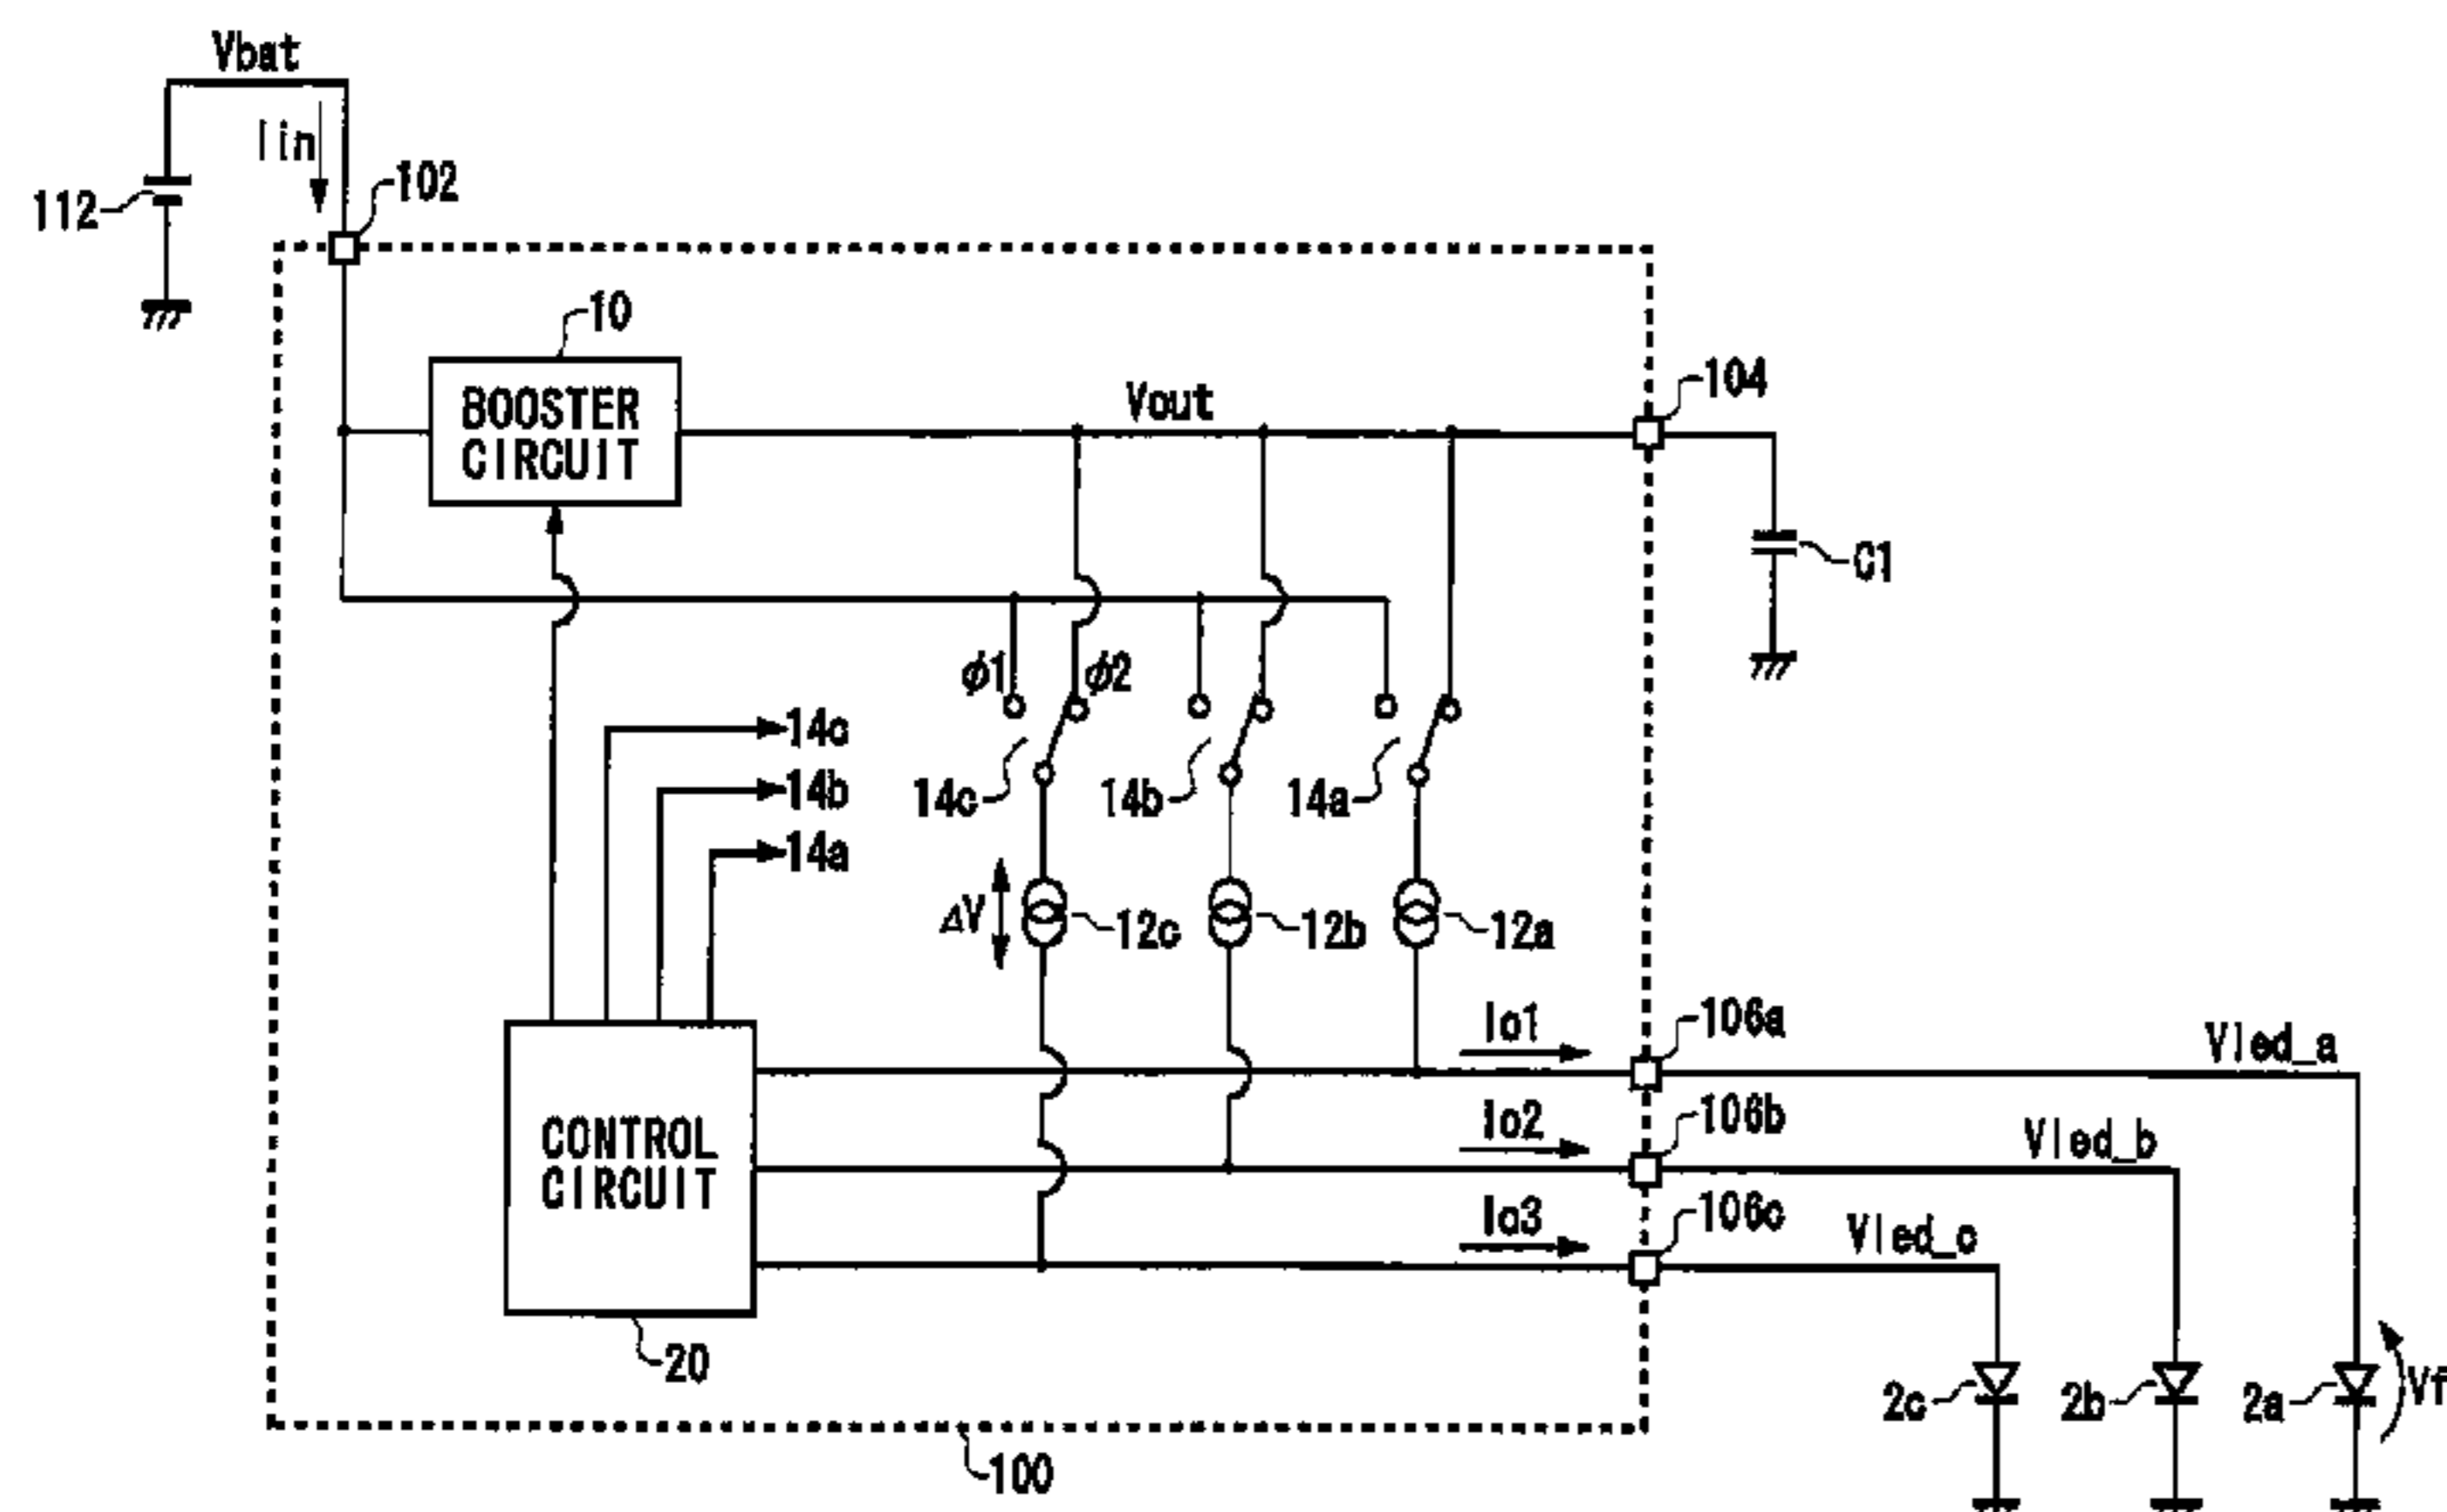 Vbat
Iin
102
112
10
BOOSTER
CIRCUIT
Vout
104
C1
φ1
φ2
14c
14b
14a
14c
14b
14a
ΔV
12c
12b
12a
Io1
106a
Vled_a
Io2
106b
Vled_b
CONTROL
CIRCUIT
Io3
106c
Vled_c
20
2c
2b
2a
Vf
100